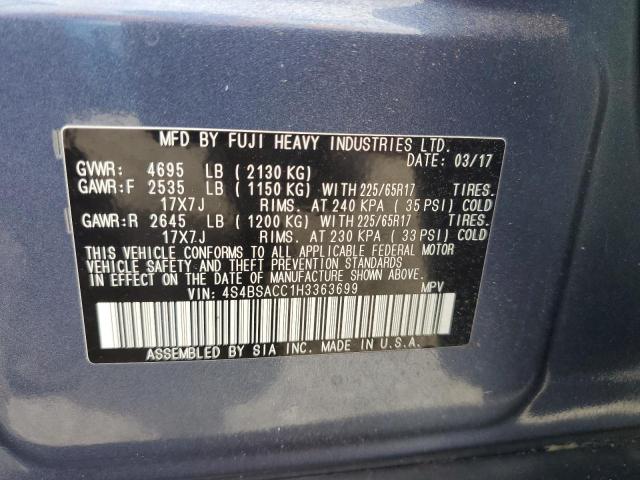 MFD BY FUJI HEAVY INDUSTRIES LTD.
DATE: 03/17
GVWR: 4695 LB ( 2130 KG)
GAWR:F 2535 LB ( 1150 KG) WITH 225/65R17 TIRES.
17X7J RIMS. AT 240 KPA ( 35 PSI) COLD
GAWR:R 2645 LB ( 1200 KG) WITH 225/65R17 TIRES.
17X7J RIMS. AT 230 KPA ( 33 PSI) COLD
THIS VEHICLE CONFORMS TO ALL APPLICABLE FEDERAL MOTOR
VEHICLE SAFETY AND THEFT PREVENTION STANDARDS
IN EFFECT ON THE DATE OF MANUFACTURE SHOWN ABOVE.
VIN: 4S4BSACC1H3363699 MPV
ASSEMBLED BY SIA INC. MADE IN U.S.A.